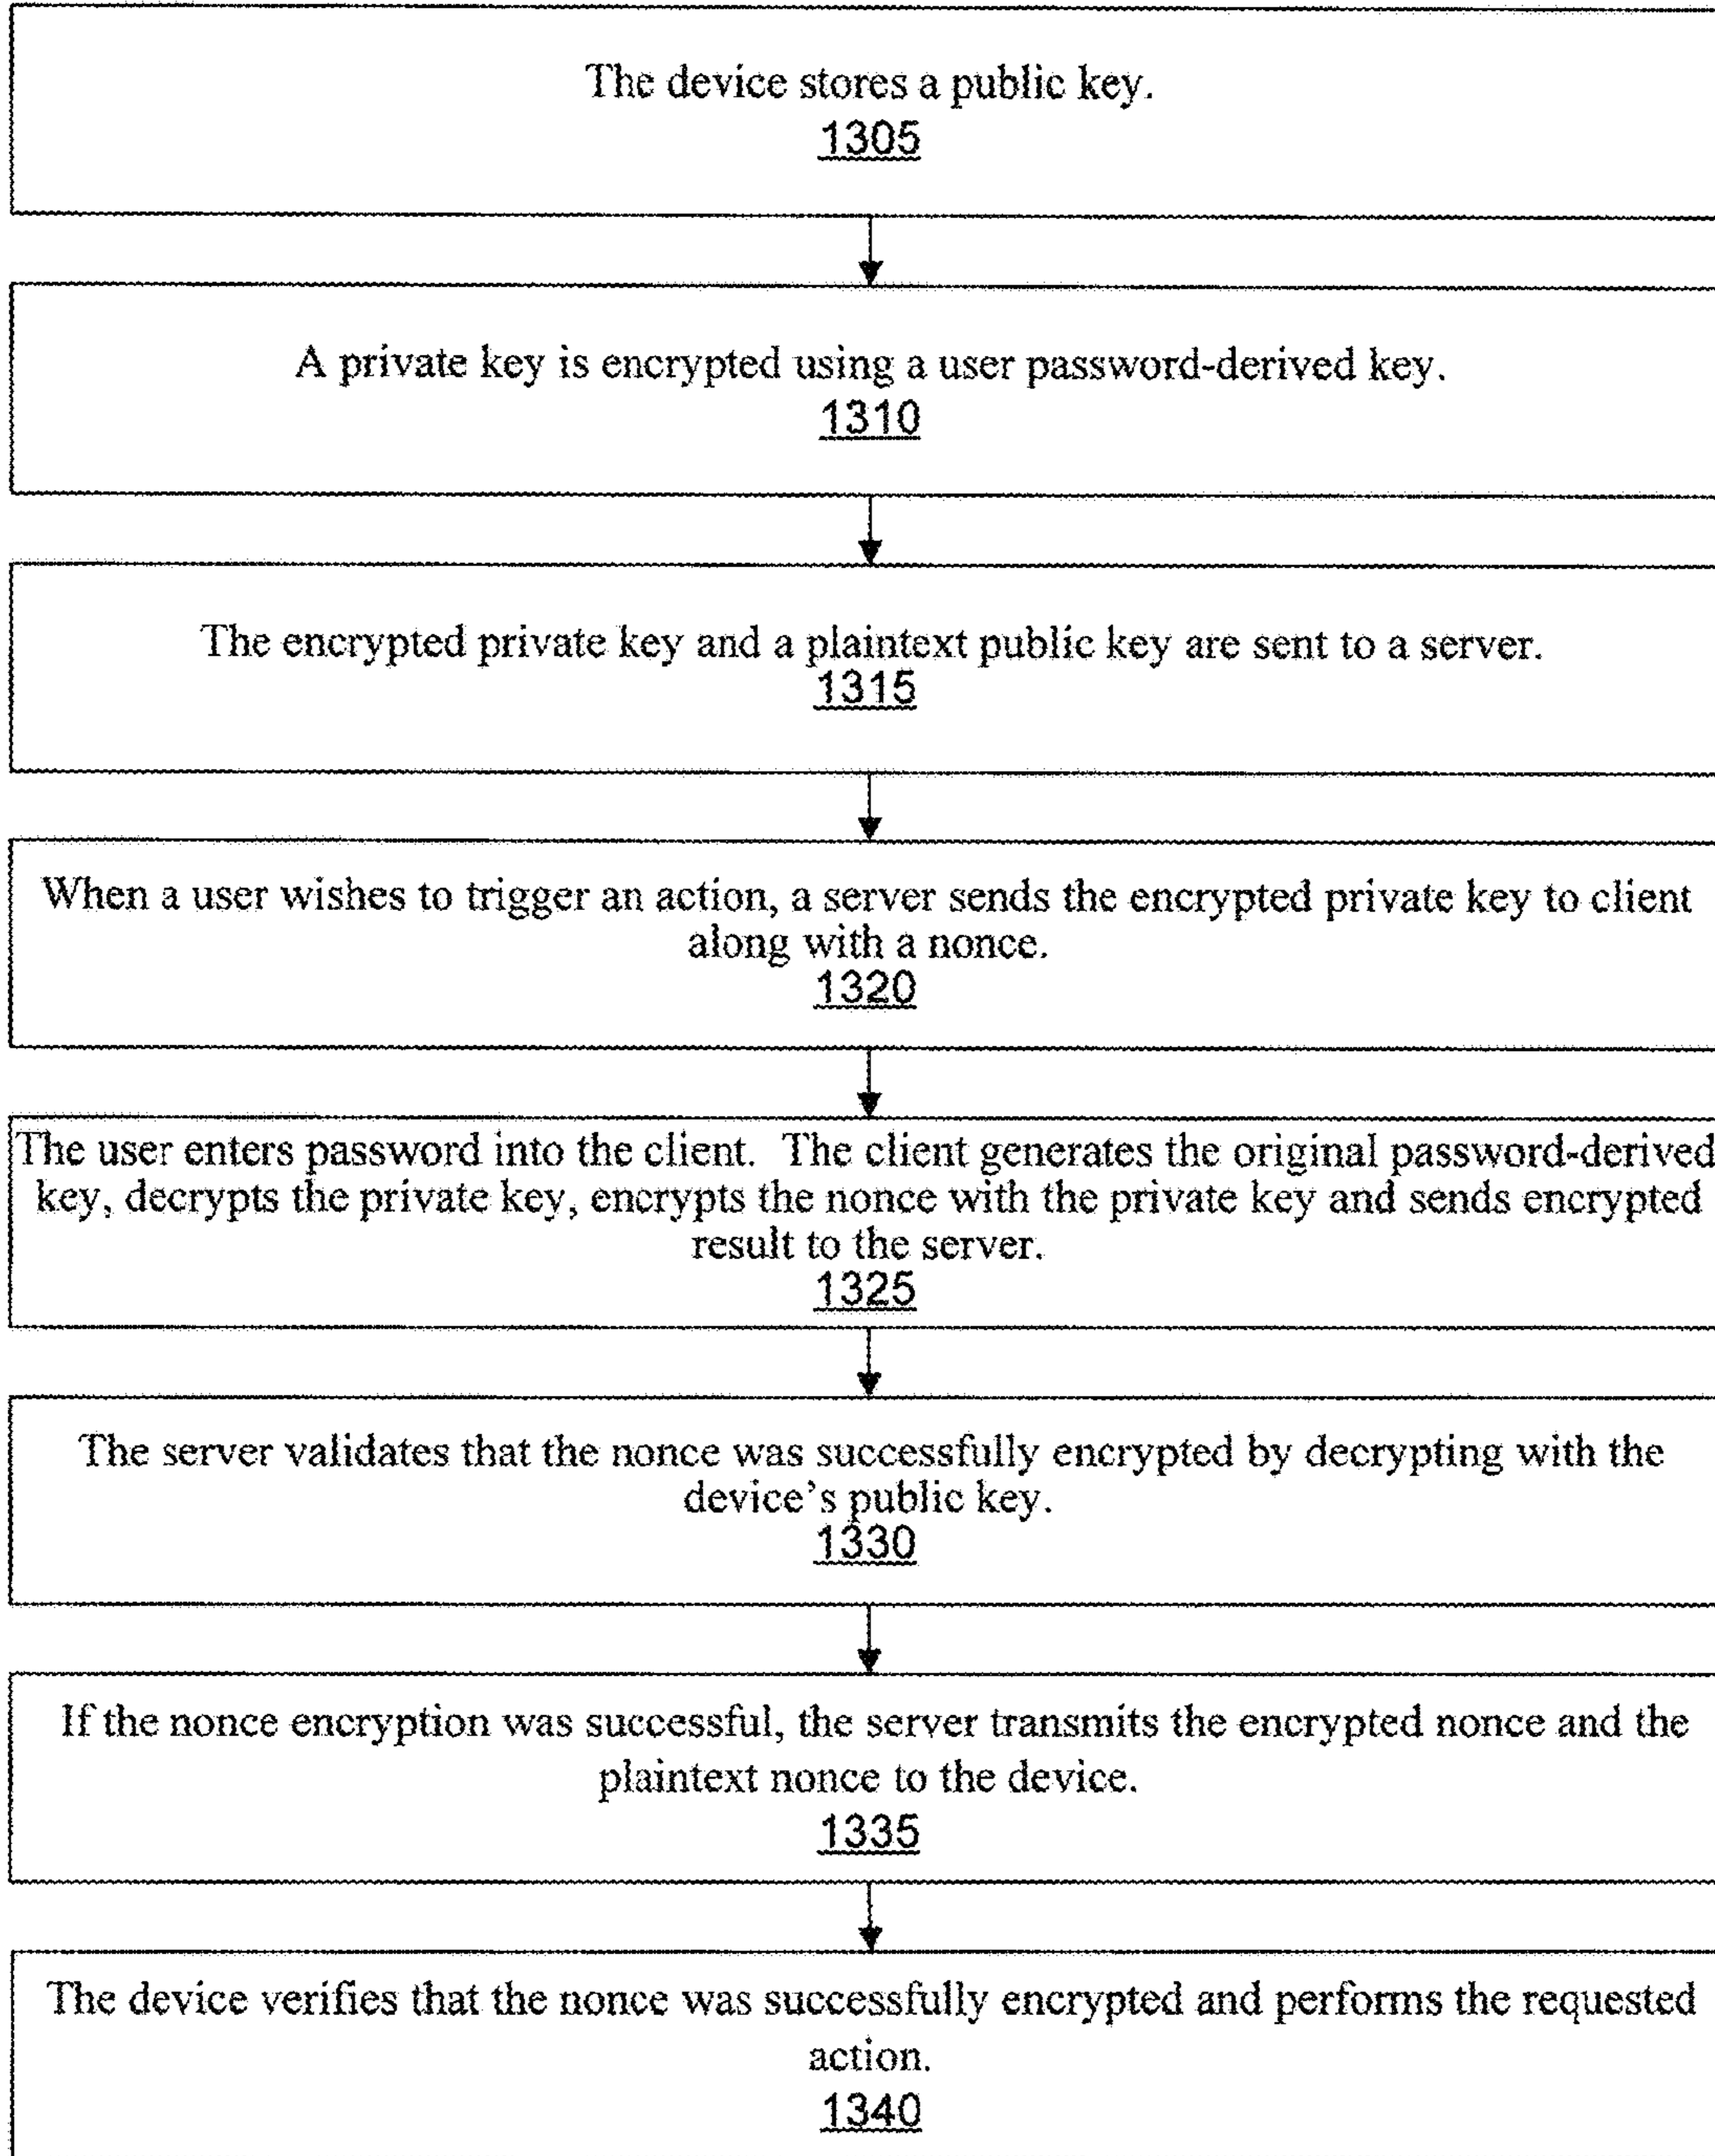 The device stores a public key.
1305
A private key is encrypted using a user password-derived key.
1310
The encrypted private key and a plaintext public key are sent to a server.
1315
When a user wishes to trigger an action, a server sends the encrypted private key to client
along with a nonce.
1320
The user enters password into the client.  The client generates the original password-derived
key, decrypts the private key, encrypts the nonce with the private key and sends encrypted
result to the server.
1325
The server validates that the nonce was successfully encrypted by decrypting with the
device’s public key.
1330
If the nonce encryption was successful, the server transmits the encrypted nonce and the
plaintext nonce to the device.
1335
The device verifies that the nonce was successfully encrypted and performs the requested
action.
1340